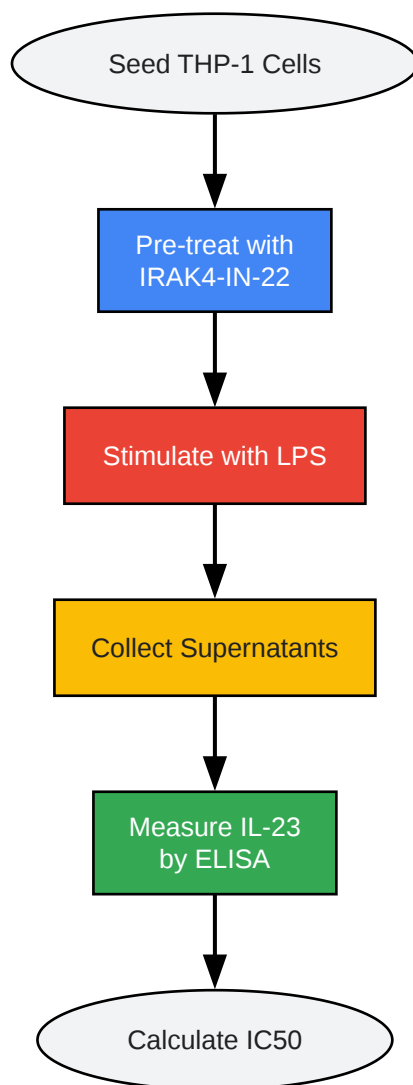 Seed THP-1 Cells
Pre-treat with
IRAK4-IN-22
Stimulate with LPS
Collect Supernatants
Measure IL-23
by ELISA
Calculate IC50